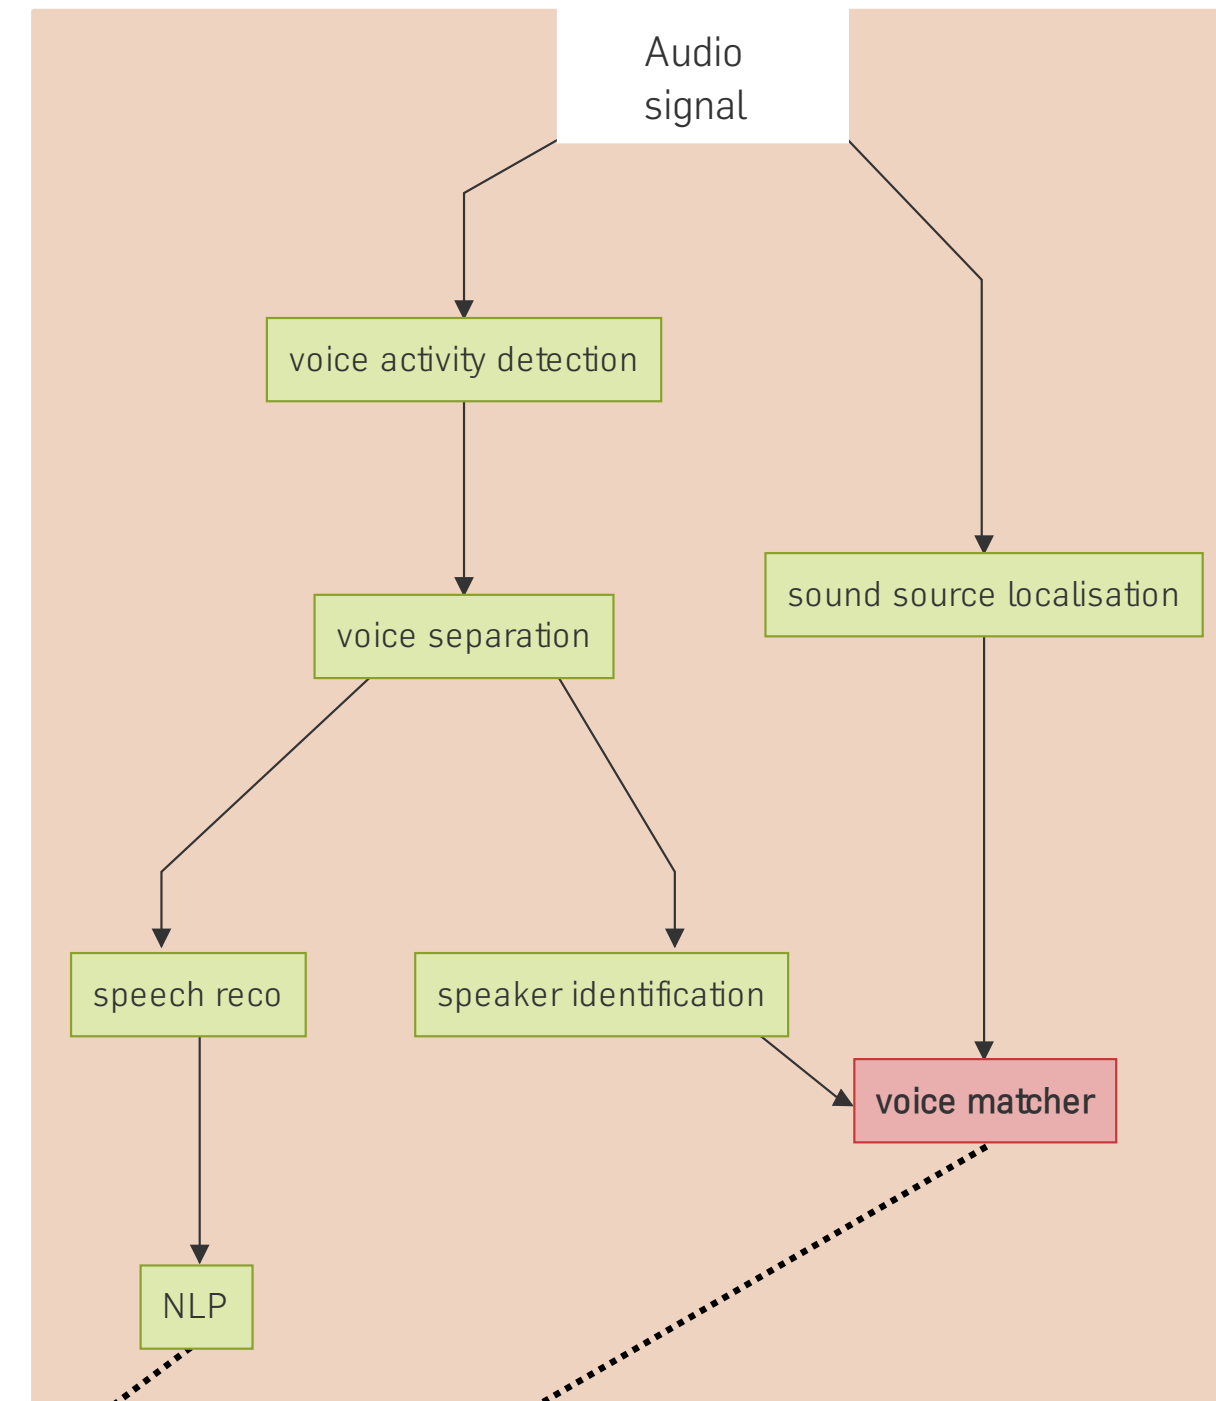 Audio
signal
voice activity detection
sound source localisation
voice separation
speech reco
speaker identification
voice matcher
NLP